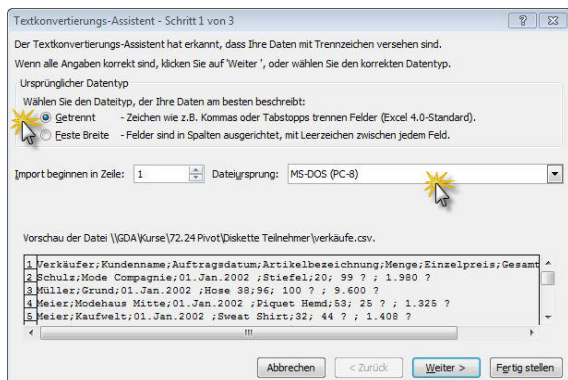 Textkonvertierungs-Assistent - Schritt 1 von 3
Der Textkonvertierungs-Assistent hat erkannt, dass Ihre Daten mit Trennzeichen versehen sind.
Wenn alle Angaben korrekt sind, klicken Sie auf 'Weiter ', oder wählen Sie den korrekten Datentyp.
Ursprünglicher Datentyp
Wählen Sie den Dateityp, der Ihre Daten am besten beschreibt:
Getrennt - Zeichen wie z.B. Kommas oder Tabstopps trennen Felder (Excel 4.0-Standard).
Feste Breite - Felder sind in Spalten ausgerichtet, mit Leerzeichen zwischen jedem Feld.
Import beginnen in Zeile: 1 Dateiursprung: MS-DOS (PC-8)
Vorschau der Datei \\GDA\Kurse\72.24 Pivot\Diskette Teilnehmer\verkäufe.csv.
1 Verkäufer;Kundenname;Auftragsdatum;Artikelbezeichnung;Menge;Einzelpreis;Gesamt
2 Schulz;Mode Compagnie;01.Jan.2002 ;Stiefel;20; 99 ? ; 1.980 ?
3 Müller;Grund;01.Jan.2002 ;Hose 38;96; 100 ? ; 9.600 ?
4 Meier;Modehaus Mitte;01.Jan.2002 ;Piquet Hemd;53; 25 ? ; 1.325 ?
5 Meier;Kaufwelt;01.Jan.2002 ;Sweat Shirt;32; 44 ? ; 1.408 ?
Abbrechen < Zurück Weiter > Fertig stellen